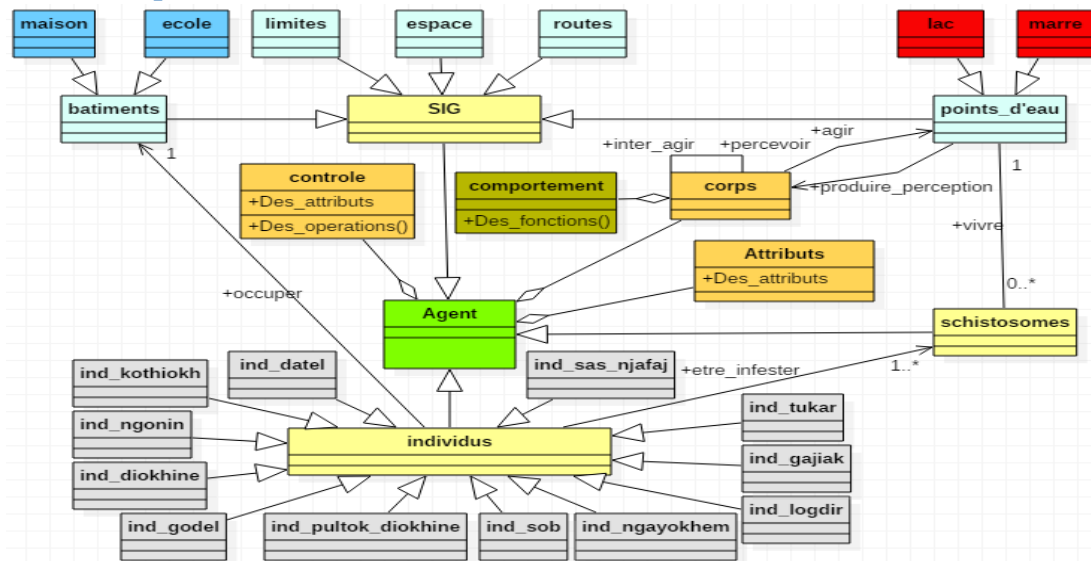 maison
ecole
limites
espace
routes
lac
marre
batiments
SIG
points_d'eau
1
+inter_agir
+percevoir
+agir
1
controle
+Des_attributs
+Des_operations()
comportement
+Des_fonctions()
corps
+produire_perception
+vivre
Attributs
+Des_attributs
+occuper
0..*
Agent
schistosomes
ind_kothiokh
ind_datel
ind_sas_njafaj
+etre_infester
1..*
ind_ngonin
ind_tukar
individus
ind_diokhine
ind_gajiak
ind_godel
ind_pultok_diokhine
ind_sob
ind_ngayokhem
ind_logdir